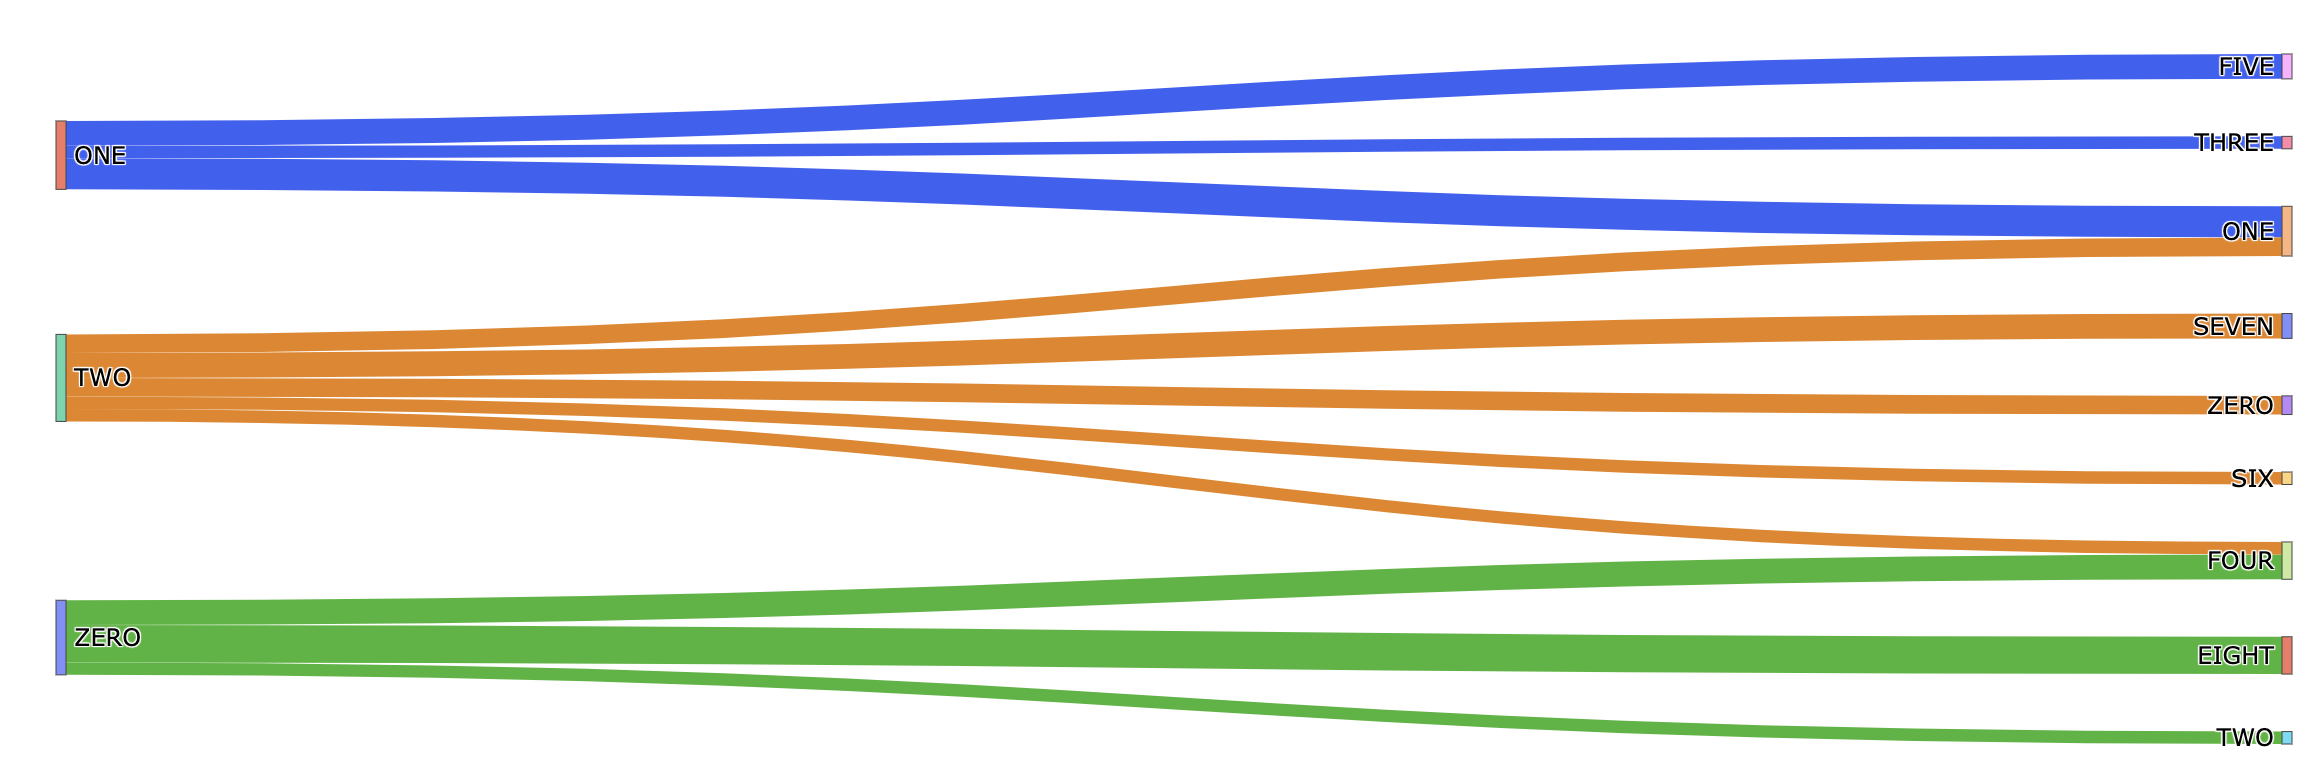 ONE
TWO
ZERO
FIVE
THREE
ONE
SEVEN
ZERO
SIX
FOUR
EIGHT
TWO